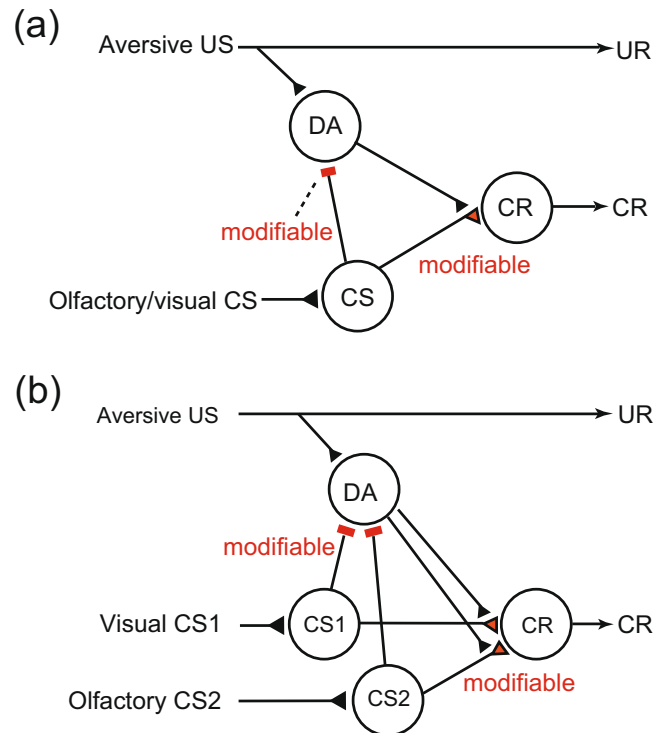 (a)
Aversive US
UR
DA
CR
CR
modifiable
modifiable
Olfactory/visual CS
CS
(b)
Aversive US
UR
DA
modifiable
Visual CS1
CS1
CR
CR
modifiable
Olfactory CS2
CS2